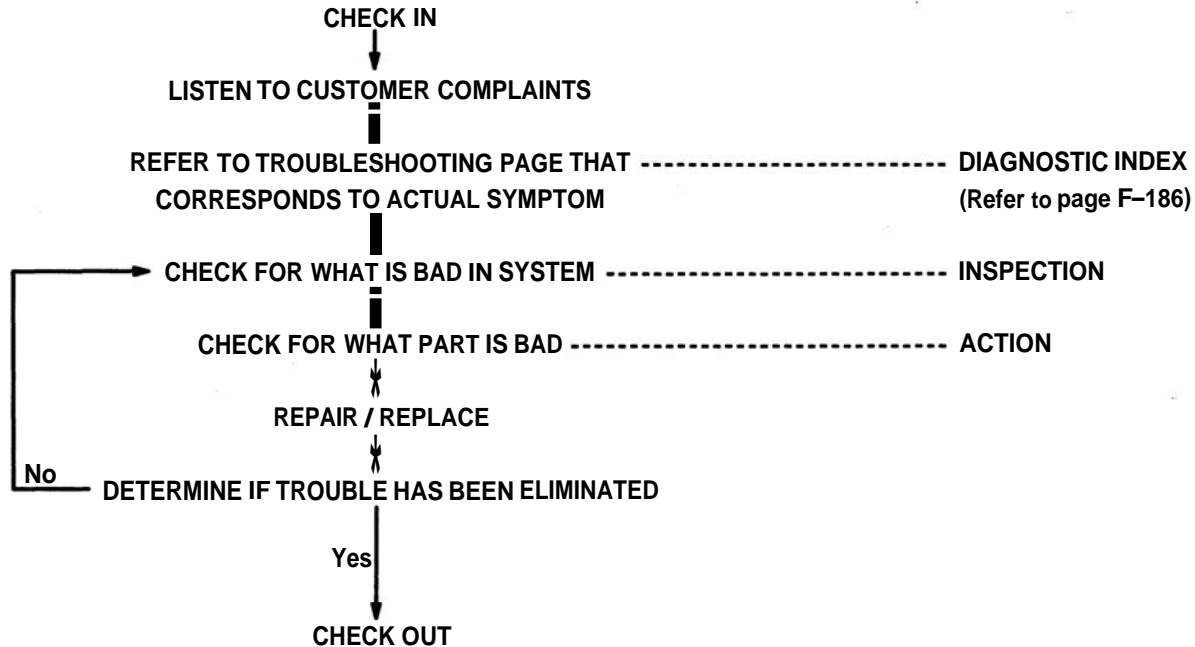 CHECK IN
LISTEN TO CUSTOMER COMPLAINTS
REFER TO TROUBLESHOOTING PAGE THAT
CORRESPONDS TO ACTUAL SYMPTOM
DIAGNOSTIC INDEX
(Refer to page F–186)
CHECK FOR WHAT IS BAD IN SYSTEM
INSPECTION
CHECK FOR WHAT PART IS BAD
ACTION
REPAIR / REPLACE
No
DETERMINE IF TROUBLE HAS BEEN ELIMINATED
Yes
CHECK OUT